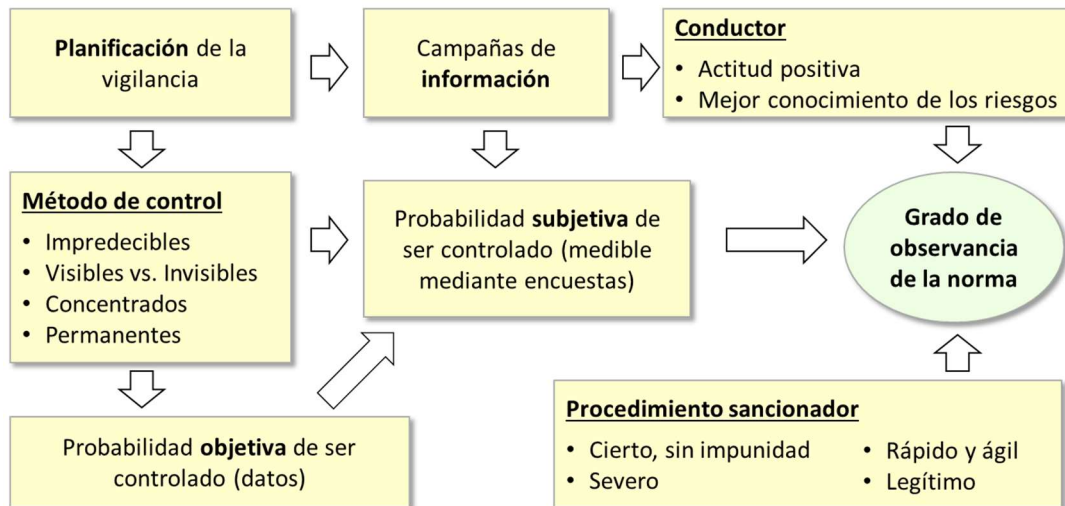 Planificación de la
vigilancia
Campañas de
información
Conductor
• Actitud positiva
• Mejor conocimiento de los riesgos
Método de control
• Impredecibles
• Visibles vs. Invisibles
• Concentrados
• Permanentes
Probabilidad subjetiva de
ser controlado (medible
mediante encuestas)
Grado de
observancia
de la norma
Probabilidad objetiva de ser
controlado (datos)
Procedimiento sancionador
• Cierto, sin impunidad
• Severo
• Rápido y ágil
• Legítimo